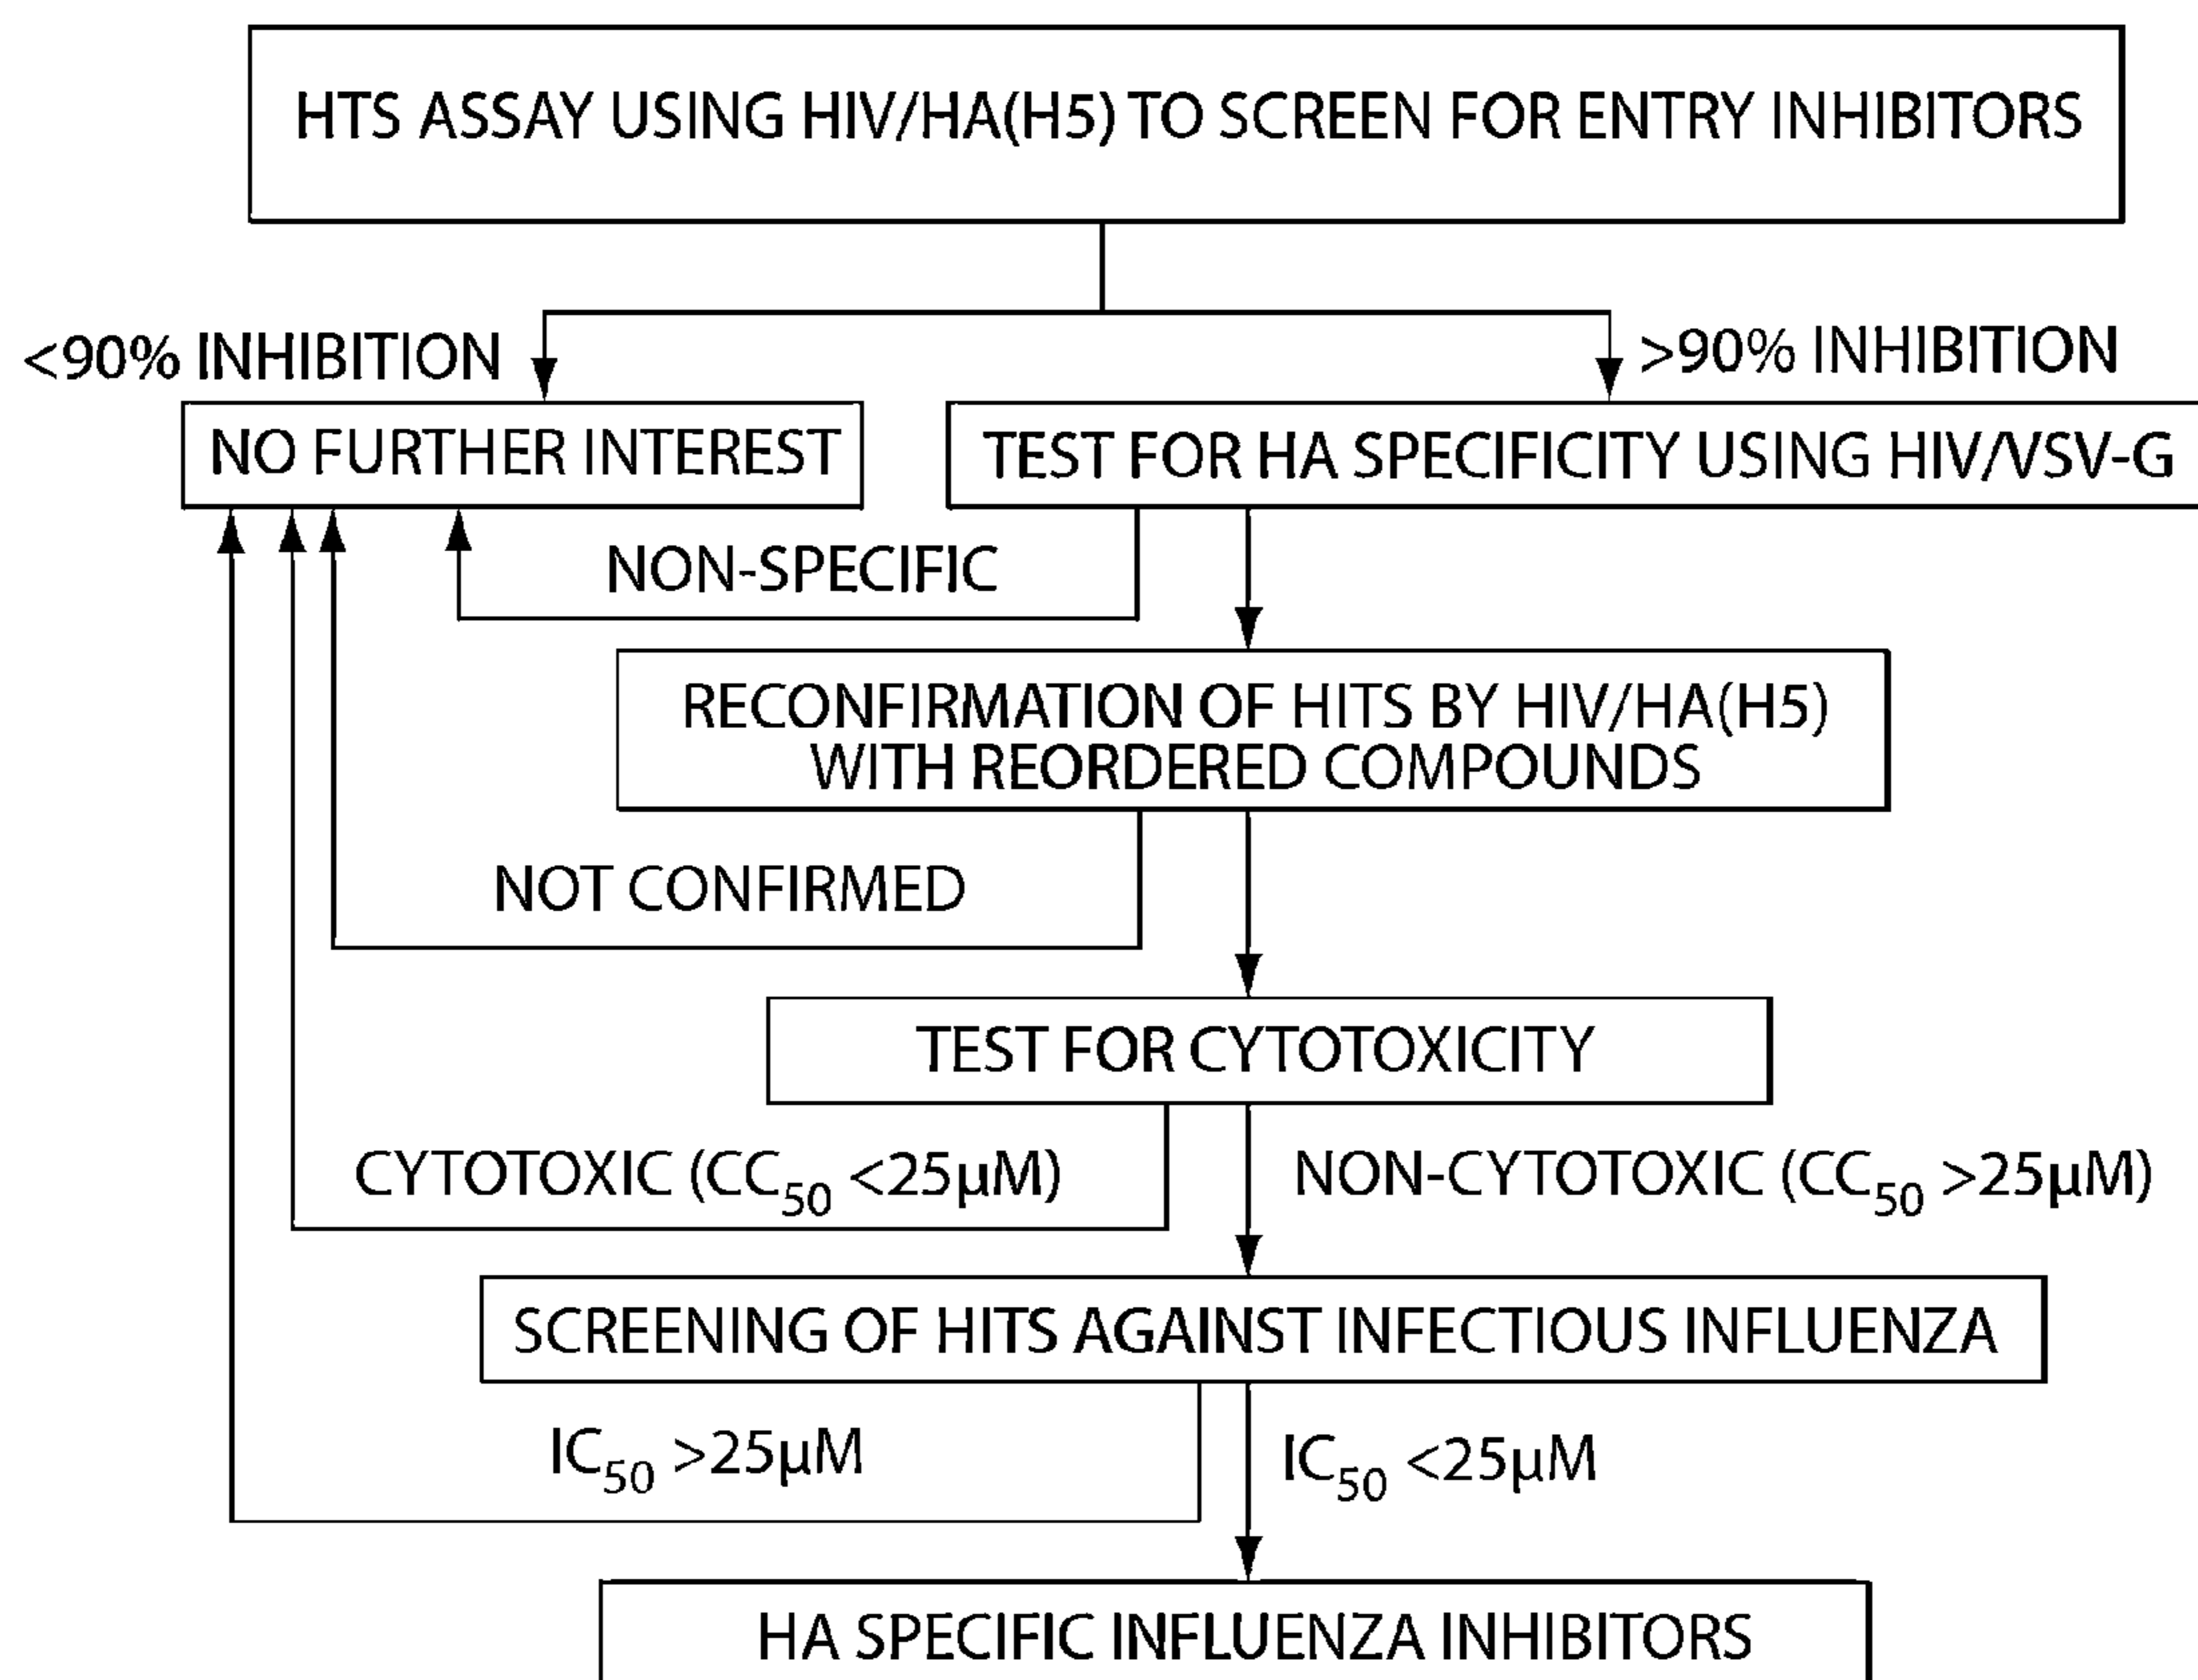 HTS ASSAY USING HIV/HA(H5) TO SCREEN FOR ENTRY INHIBITORS
<90% INHIBITION
>90% INHIBITION
NO FURTHER INTEREST
TEST FOR HA SPECIFICITY USING HIV/VSV-G
NON-SPECIFIC
RECONFIRMATION OF HITS BY HIV/HA(H5)
WITH REORDERED COMPOUNDS
NOT CONFIRMED
TEST FOR CYTOTOXICITY
CYTOTOXIC (CC50 <25µM)
NON-CYTOTOXIC (CC50 >25µM)
SCREENING OF HITS AGAINST INFECTIOUS INFLUENZA
IC50 >25µM
IC50 <25µM
HA SPECIFIC INFLUENZA INHIBITORS